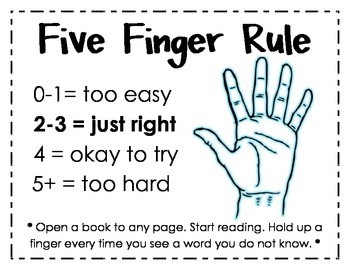 Five Finger Rule
0-1= too easy
2-3 = just right
4 = okay to try
5+ = too hard
* Open a book to any page. Start reading. Hold up a
finger every time you see a word you do not know. *